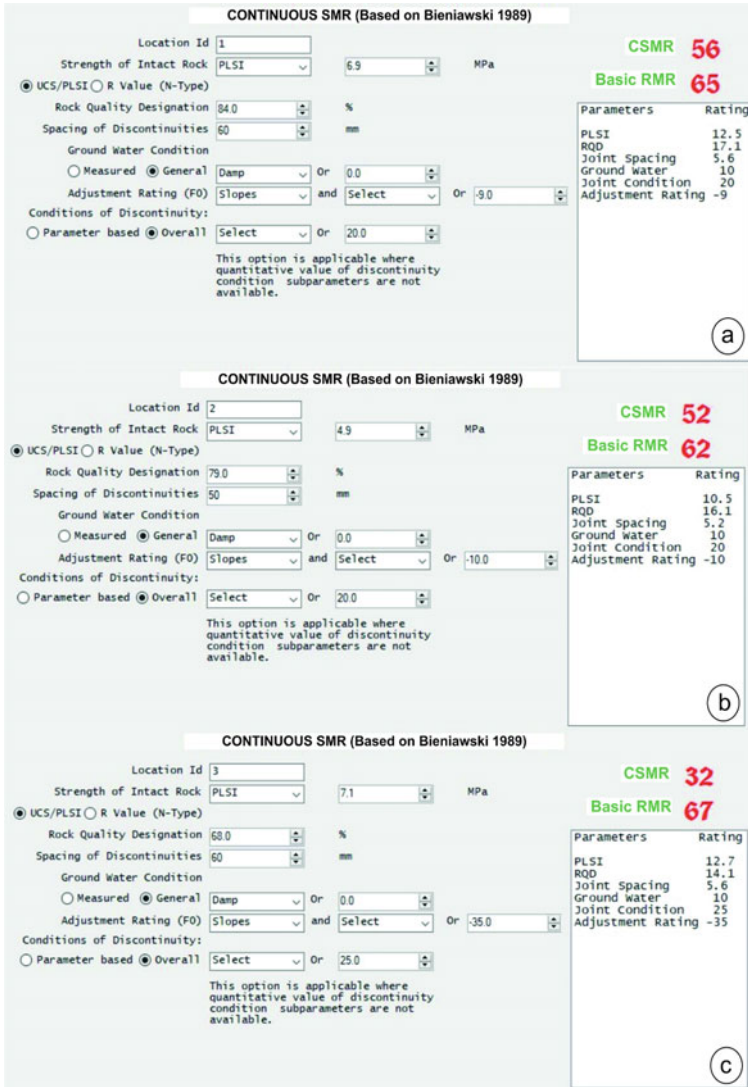 CONTINUOUS SMR (Based on Bieniawski 1989)
Location Id 1
Strength of Intact Rock PLSI 6.9 MPa
UCS/PLSI R Value (N-Type)
Rock Quality Designation 84.0 %
Spacing of Discontinuities 60 mm
Ground Water Condition
Measured General Damp Or 0.0
Adjustment Rating (F0) Slopes and Select Or -9.0
Conditions of Discontinuity:
Parameter based Overall Select Or 20.0
This option is applicable where
quantitative value of discontinuity
condition subparameters are not
available.
CSMR 56
Basic RMR 65
Parameters Rating
PLSI 12.5
RQD 17.1
Joint Spacing 5.6
Ground Water 10
Joint Condition 20
Adjustment Rating -9
a
CONTINUOUS SMR (Based on Bieniawski 1989)
Location Id 2
Strength of Intact Rock PLSI 4.9 MPa
UCS/PLSI R Value (N-Type)
Rock Quality Designation 79.0 %
Spacing of Discontinuities 50 mm
Ground Water Condition
Measured General Damp Or 0.0
Adjustment Rating (F0) Slopes and Select Or -10.0
Conditions of Discontinuity:
Parameter based Overall Select Or 20.0
This option is applicable where
quantitative value of discontinuity
condition subparameters are not
available.
CSMR 52
Basic RMR 62
Parameters Rating
PLSI 10.5
RQD 16.1
Joint Spacing 5.2
Ground Water 10
Joint Condition 20
Adjustment Rating -10
b
CONTINUOUS SMR (Based on Bieniawski 1989)
Location Id 3
Strength of Intact Rock PLSI 7.1 MPa
UCS/PLSI R Value (N-Type)
Rock Quality Designation 68.0 %
Spacing of Discontinuities 60 mm
Ground Water Condition
Measured General Damp Or 0.0
Adjustment Rating (F0) Slopes and Select Or -35.0
Conditions of Discontinuity:
Parameter based Overall Select Or 25.0
This option is applicable where
quantitative value of discontinuity
condition subparameters are not
available.
CSMR 32
Basic RMR 67
Parameters Rating
PLSI 12.7
RQD 14.1
Joint Spacing 5.6
Ground Water 10
Joint Condition 25
Adjustment Rating -35
c